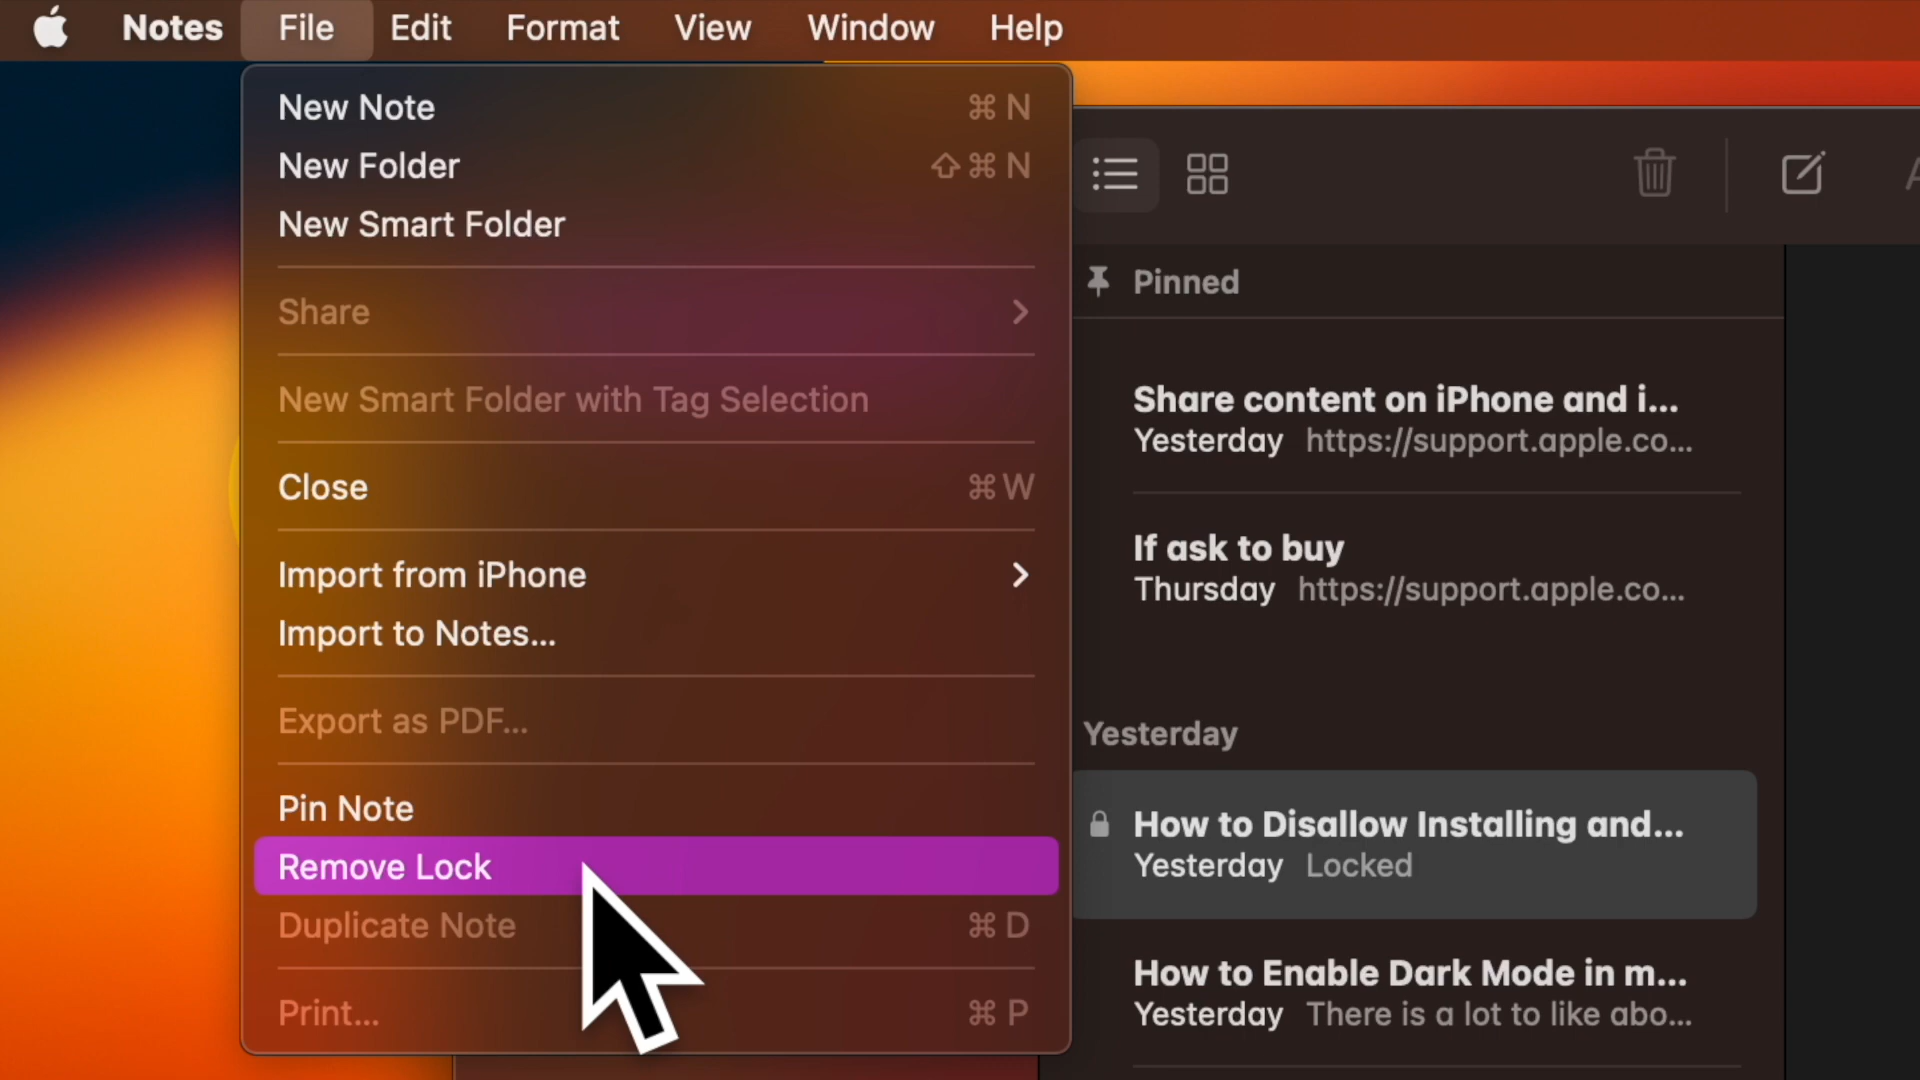 Notes File Edit Format View Window Help
New Note ⌘ N
New Folder ⇧ ⌘ N
New Smart Folder
Share
New Smart Folder with Tag Selection
Close ⌘ W
Import from iPhone
Import to Notes...
Export as PDF...
Pin Note
Remove Lock
Duplicate Note ⌘ D
Print... ⌘ P
Pinned
Share content on iPhone and i...
Yesterday https://support.apple.co...
If ask to buy
Thursday https://support.apple.co...
Yesterday
How to Disallow Installing and...
Yesterday Locked
How to Enable Dark Mode in m...
Yesterday There is a lot to like abo...